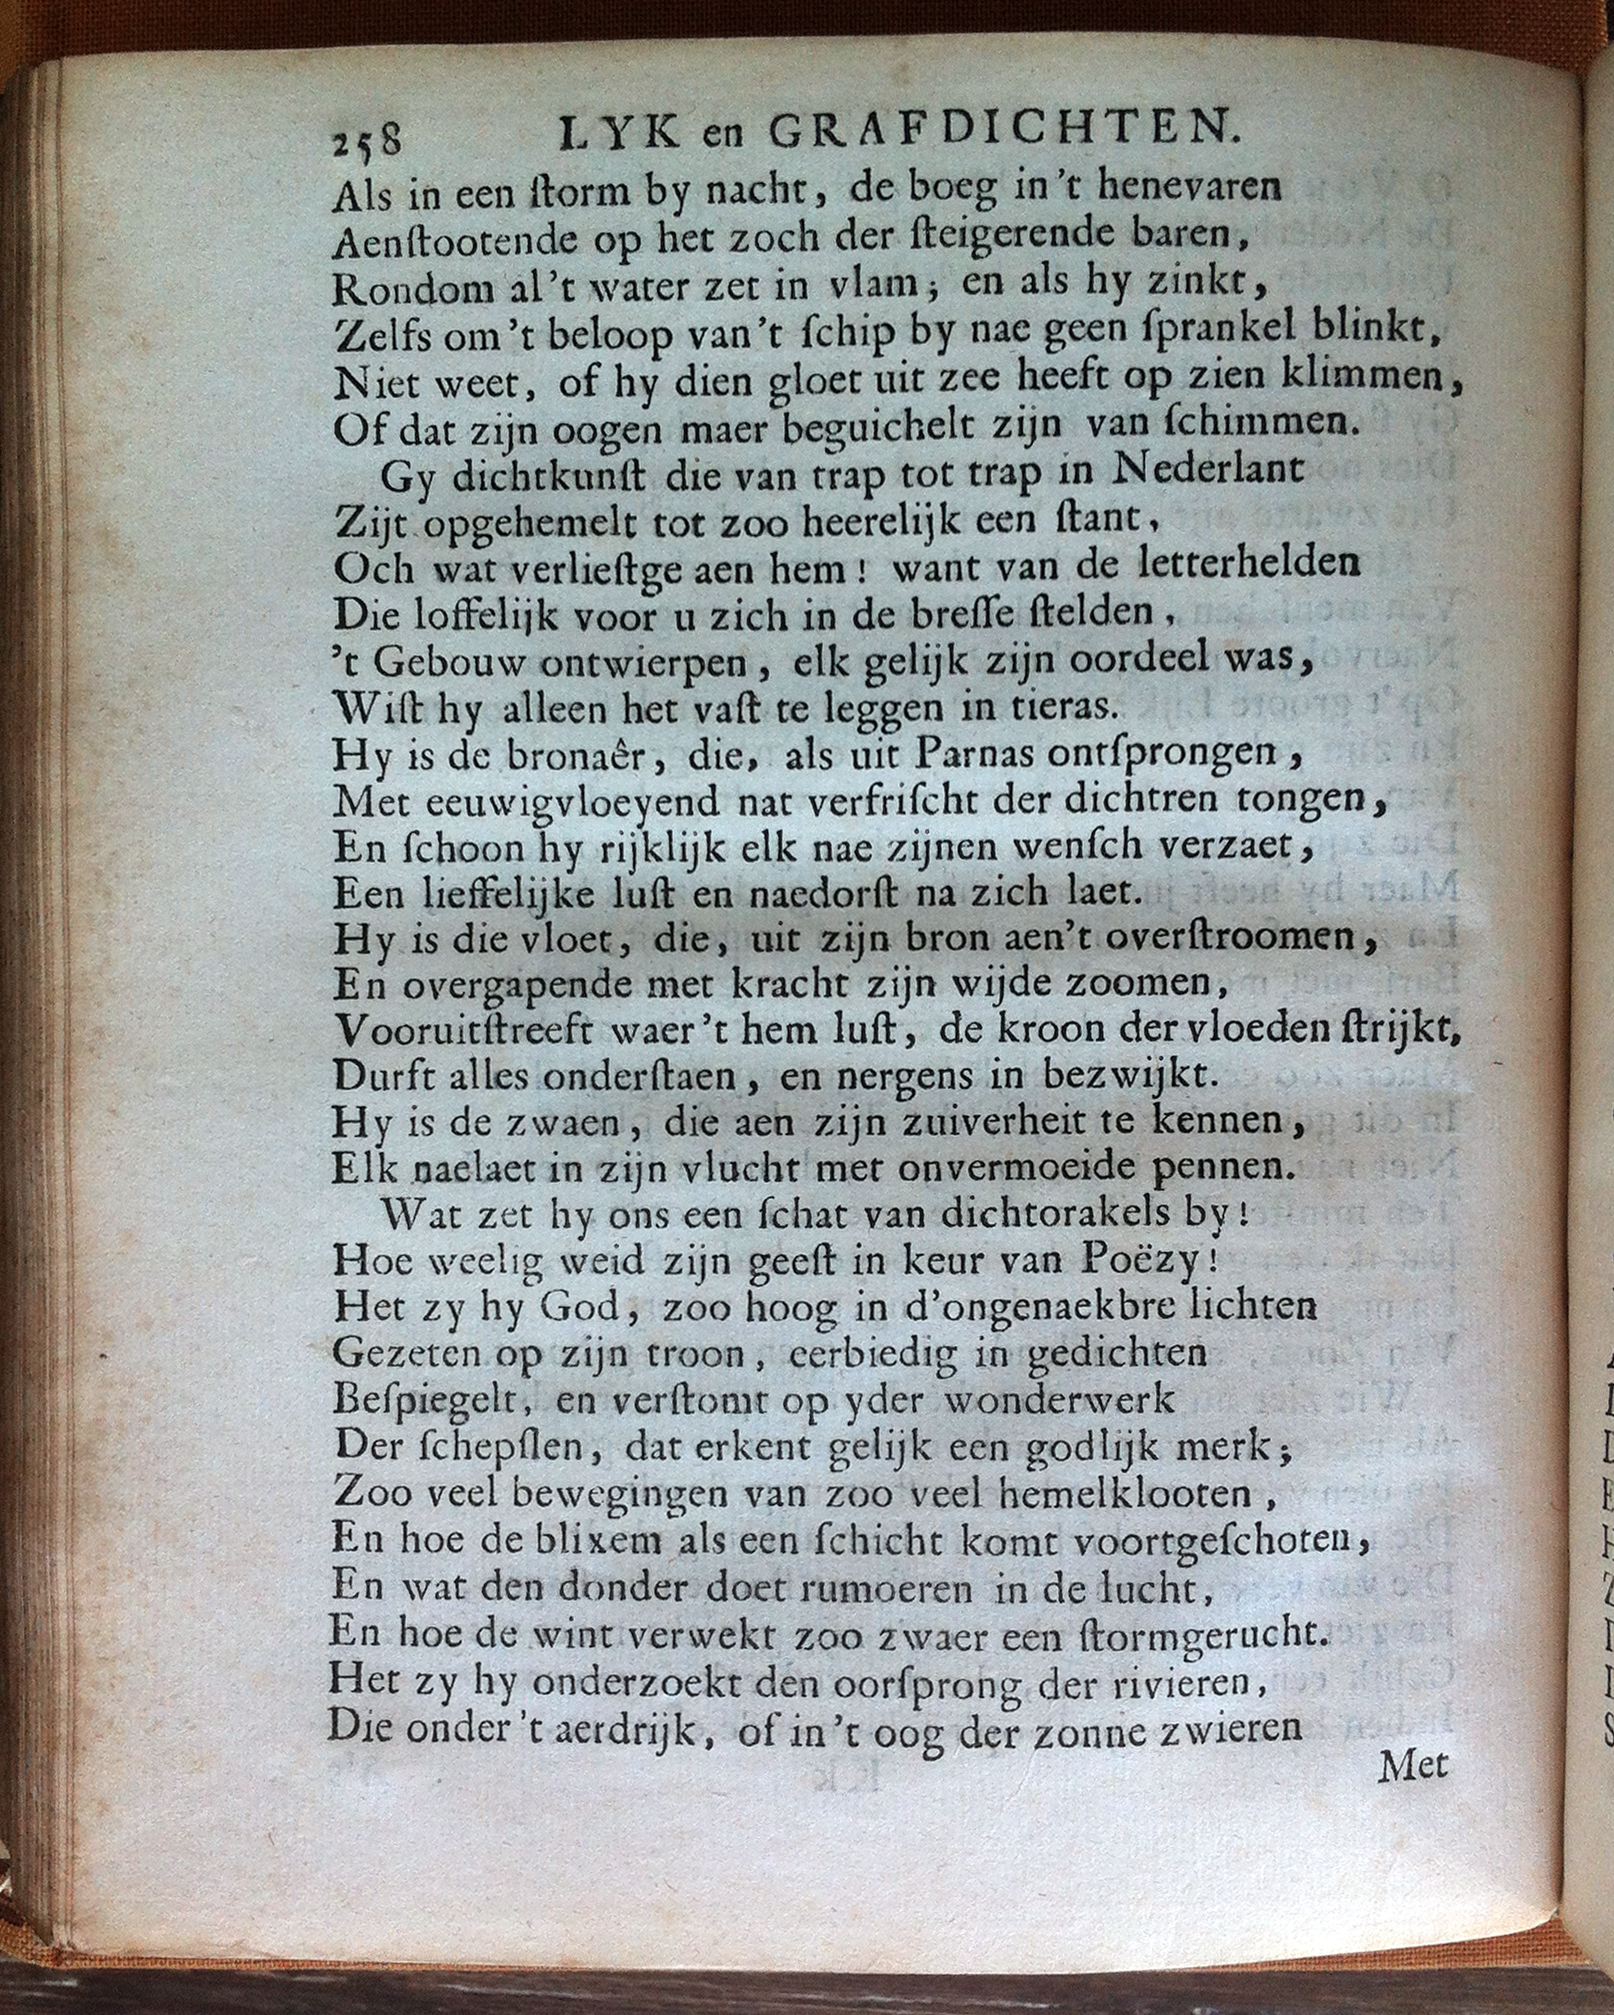 258 LYK en GRAFDICHTEN.
Als in een ſtorm by nacht, de boeg in 't henevaren
Aenſtootende op het zoch der ſteigerende baren,
Rondom al 't water zet in vlam; en als hy zinkt,
Zelfs om 't beloop van 't ſchip by nae geen ſprankel blinkt,
Niet weet, of hy dien gloet uit zee heeft op zien klimmen,
Of dat zijn oogen maer beguichelt zijn van ſchimmen.
Gy dichtkunſt die van trap tot trap in Nederlant
Zijt opgehemelt tot zoo heerelijk een ſtant,
Och wat verlieſtge aen hem! want van de letterhelden
Die loffelijk voor u zich in de breſſe ſtelden,
't Gebouw ontwierpen, elk gelijk zijn oordeel was,
Wiſt hy alleen het vaſt te leggen in tieras.
Hy is de bronaêr, die, als uit Parnas ontſprongen,
Met eeuwigvloeyend nat verfriſcht der dichtren tongen,
En ſchoon hy rijklijk elk nae zijnen wenſch verzaet,
Een lieffelijke luſt en naedorſt na zich laet.
Hy is die vloet, die, uit zijn bron aen't overſtroomen,
En overgapende met kracht zijn wijde zoomen,
Vooruitſtreeft waer 't hem luſt, de kroon der vloeden ſtrijkt,
Durft alles onderſtaen, en nergens in bezwijkt.
Hy is de zwaen, die aen zijn zuiverheit te kennen,
Elk naelaet in zijn vlucht met onvermoeide pennen.
Wat zet hy ons een ſchat van dichtorakels by!
Hoe weelig weid zijn geeſt in keur van Poëzy!
Het zy hy God, zoo hoog in d'ongenaekbre lichten
Gezeten op zijn troon, eerbiedig in gedichten
Beſpiegelt, en verſtomt op yder wonderwerk
Der ſchepſlen, dat erkent gelijk een godlijk merk;
Zoo veel bewegingen van zoo veel hemelklooten,
En hoe de blixem als een ſchicht komt voortgeſchoten,
En wat den donder doet rumoeren in de lucht,
En hoe de wint verwekt zoo zwaer een ſtormgerucht.
Het zy hy onderzoekt den oorſprong der rivieren,
Die onder 't aerdrijk, of in 't oog der zonne zwieren
Met